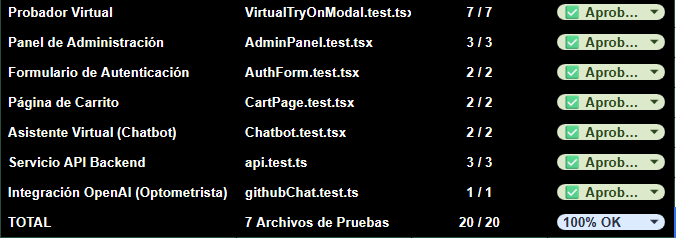 Probador Virtual VirtualTryOnModal.test.tsx 7 / 7 ✅ Aprob...
Panel de Administración AdminPanel.test.tsx 3 / 3 ✅ Aprob...
Formulario de Autenticación AuthForm.test.tsx 2 / 2 ✅ Aprob...
Página de Carrito CartPage.test.tsx 2 / 2 ✅ Aprob...
Asistente Virtual (Chatbot) Chatbot.test.tsx 2 / 2 ✅ Aprob...
Servicio API Backend api.test.ts 3 / 3 ✅ Aprob...
Integración OpenAI (Optometrista) githubChat.test.ts 1 / 1 ✅ Aprob...
TOTAL 7 Archivos de Pruebas 20 / 20 100% OK